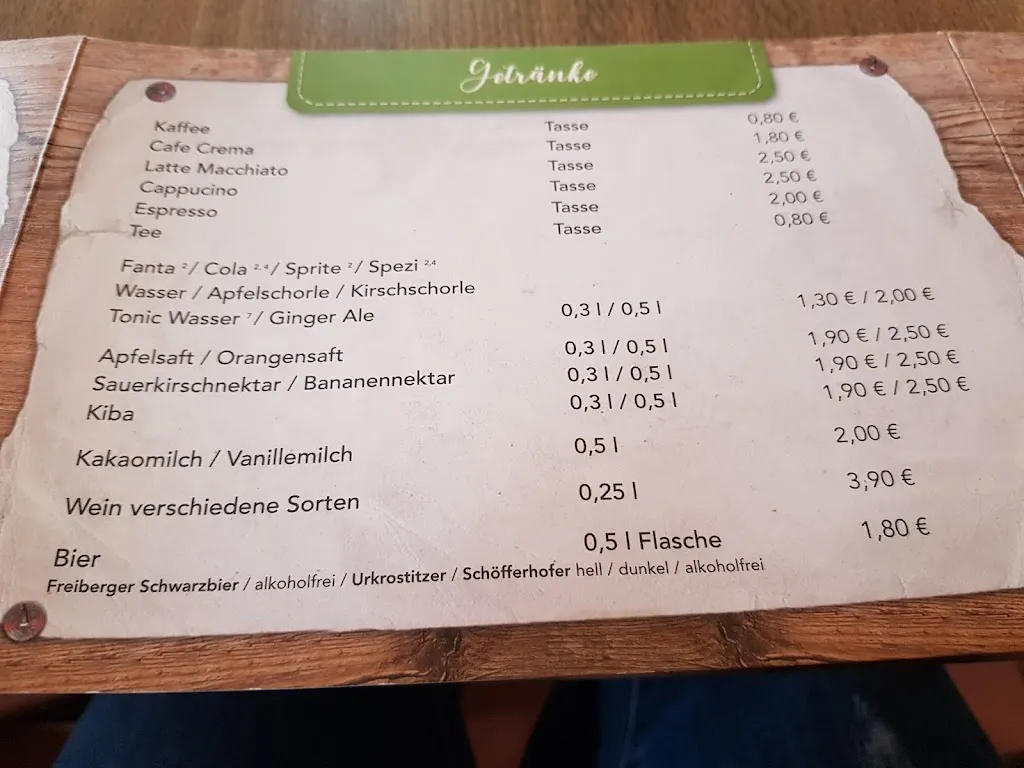 Getränke
Kaffee Tasse 0,80 €
Cafe Crema Tasse 1,80 €
Latte Macchiato Tasse 2,50 €
Cappucino Tasse 2,50 €
Espresso Tasse 2,00 €
Tee Tasse 0,80 €
Fanta ²/ Cola ²·⁴/ Sprite ²/ Spezi ²·⁴
Wasser / Apfelschorle / Kirschschorle
Tonic Wasser ⁷/ Ginger Ale 0,3 l / 0,5 l 1,30 € / 2,00 €
Apfelsaft / Orangensaft 0,3 l / 0,5 l 1,90 € / 2,50 €
Sauerkirschnektar / Bananennektar 0,3 l / 0,5 l 1,90 € / 2,50 €
Kiba 0,3 l / 0,5 l 1,90 € / 2,50 €
Kakaomilch / Vanillemilch 0,5 l 2,00 €
Wein verschiedene Sorten 0,25 l 3,90 €
Bier 0,5 l Flasche 1,80 €
Freiberger Schwarzbier / alkoholfrei / Urkrostitzer / Schöfferhofer hell / dunkel / alkoholfrei